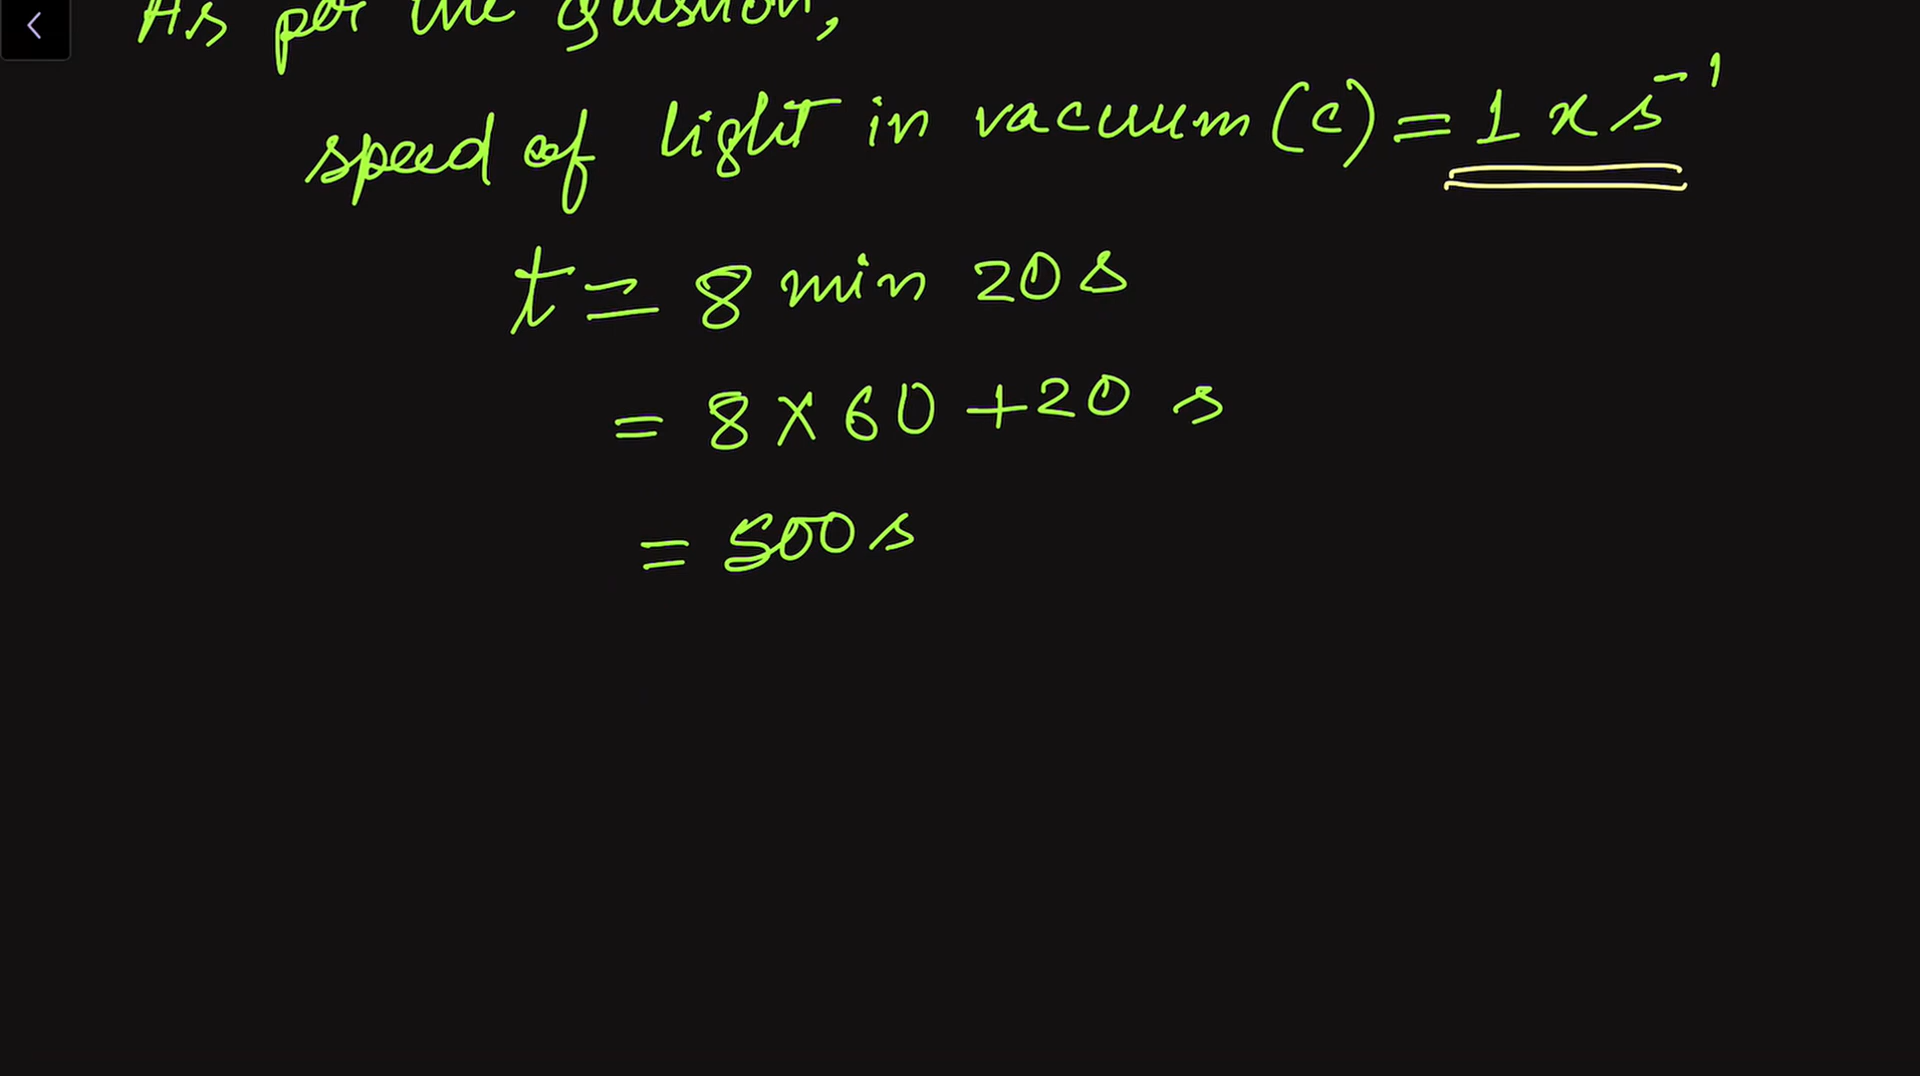 As per the question,
speed of light in vacuum (c) = 1 x s⁻¹
t = 8 min 20 s
= 8 × 60 + 20 s
= 500 s